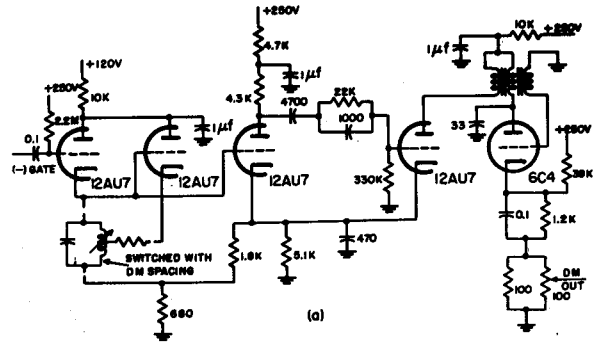 +250V
4.7K
1μf
4.3K
4700
22K
1000
+120V
+250V
10K
2.2M
1μf
0.1
(-) GATE
12AU7
12AU7
12AU7
330K
12AU7
10K
+250V
1μf
33
6C4
+250V
39K
0.1
1.2K
SWITCHED WITH
DM SPACING
1.8K
5.1K
470
680
100
100
DM
OUT
(a)